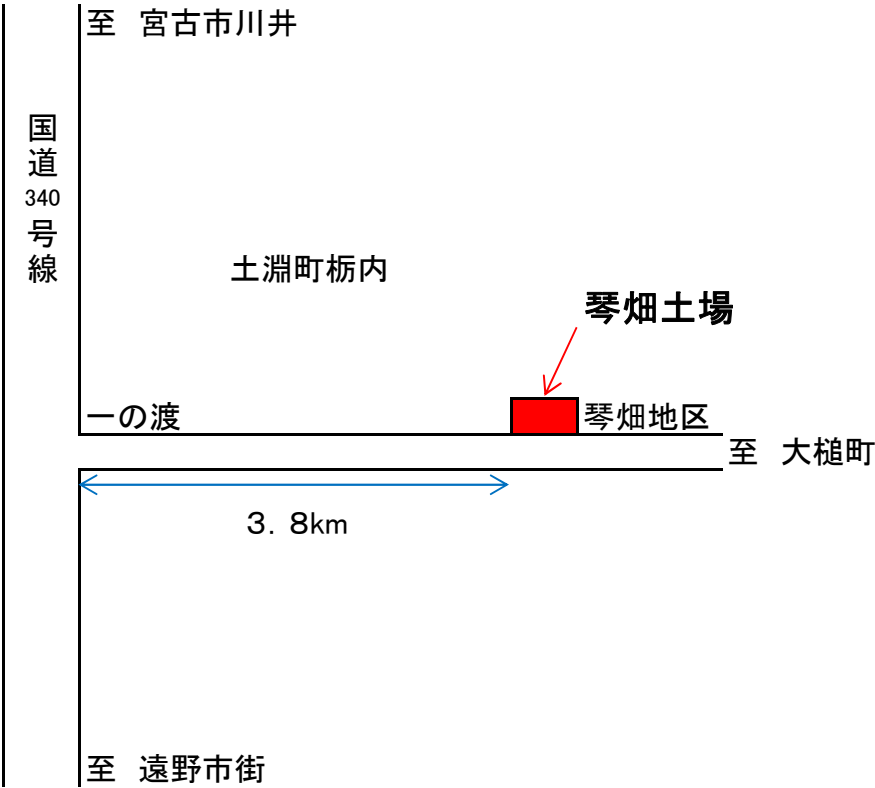 至　宮古市川井
国道340号線
土淵町栃内
琴畑土場
一の渡
琴畑地区
至　大槌町
３．８km
至　遠野市街